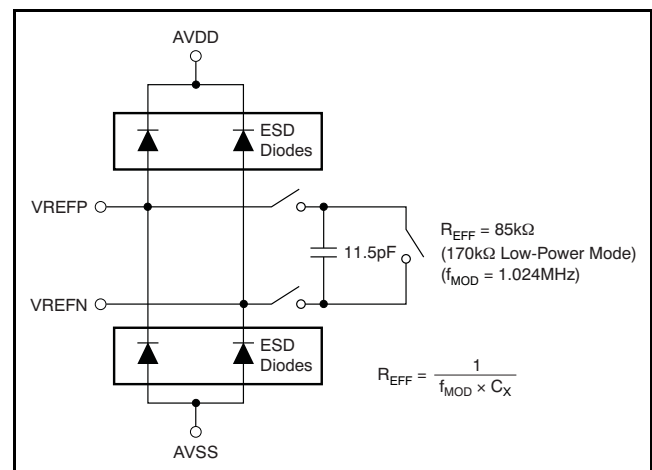 AVDD
ESD
Diodes
VREFP
R_EFF = 85kΩ
(170kΩ Low-Power Mode)
(f_MOD = 1.024MHz)
11.5pF
VREFN
ESD
Diodes
R_EFF = 1 / (f_MOD × C_X)
AVSS